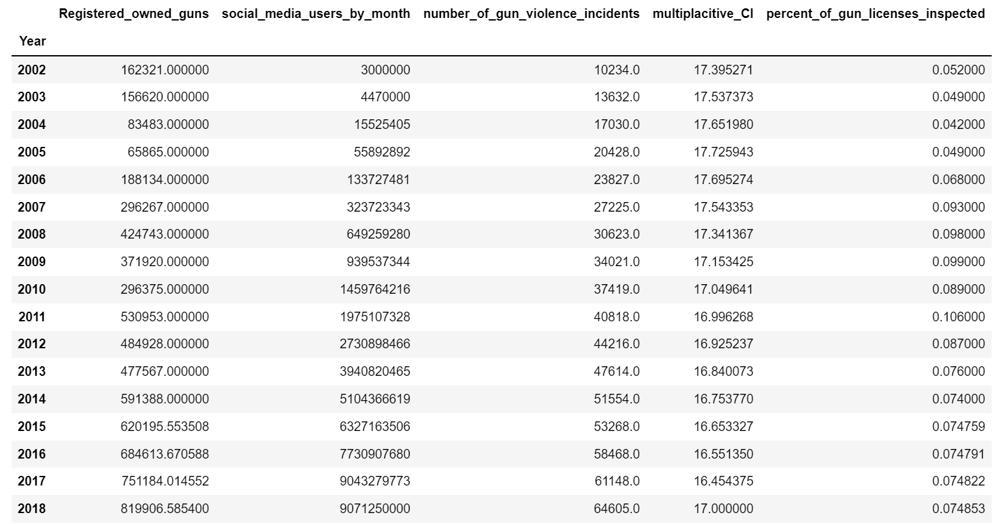 Registered_owned_guns social_media_users_by_month number_of_gun_violence_incidents multiplacitive_CI percent_of_gun_licenses_inspected
Year
2002 162321.000000 3000000 10234.0 17.395271 0.052000
2003 156620.000000 4470000 13632.0 17.537373 0.049000
2004 83483.000000 15525405 17030.0 17.651980 0.042000
2005 65865.000000 55892892 20428.0 17.725943 0.049000
2006 188134.000000 133727481 23827.0 17.695274 0.068000
2007 296267.000000 323723343 27225.0 17.543353 0.093000
2008 424743.000000 649259280 30623.0 17.341367 0.098000
2009 371920.000000 939537344 34021.0 17.153425 0.099000
2010 296375.000000 1459764216 37419.0 17.049641 0.089000
2011 530953.000000 1975107328 40818.0 16.996268 0.106000
2012 484928.000000 2730898466 44216.0 16.925237 0.087000
2013 477567.000000 3940820465 47614.0 16.840073 0.076000
2014 591388.000000 5104366619 51554.0 16.753770 0.074000
2015 620195.553508 6327163506 53268.0 16.653327 0.074759
2016 684613.670588 7730907680 58468.0 16.551350 0.074791
2017 751184.014552 9043279773 61148.0 16.454375 0.074822
2018 819906.585400 9071250000 64605.0 17.000000 0.074853